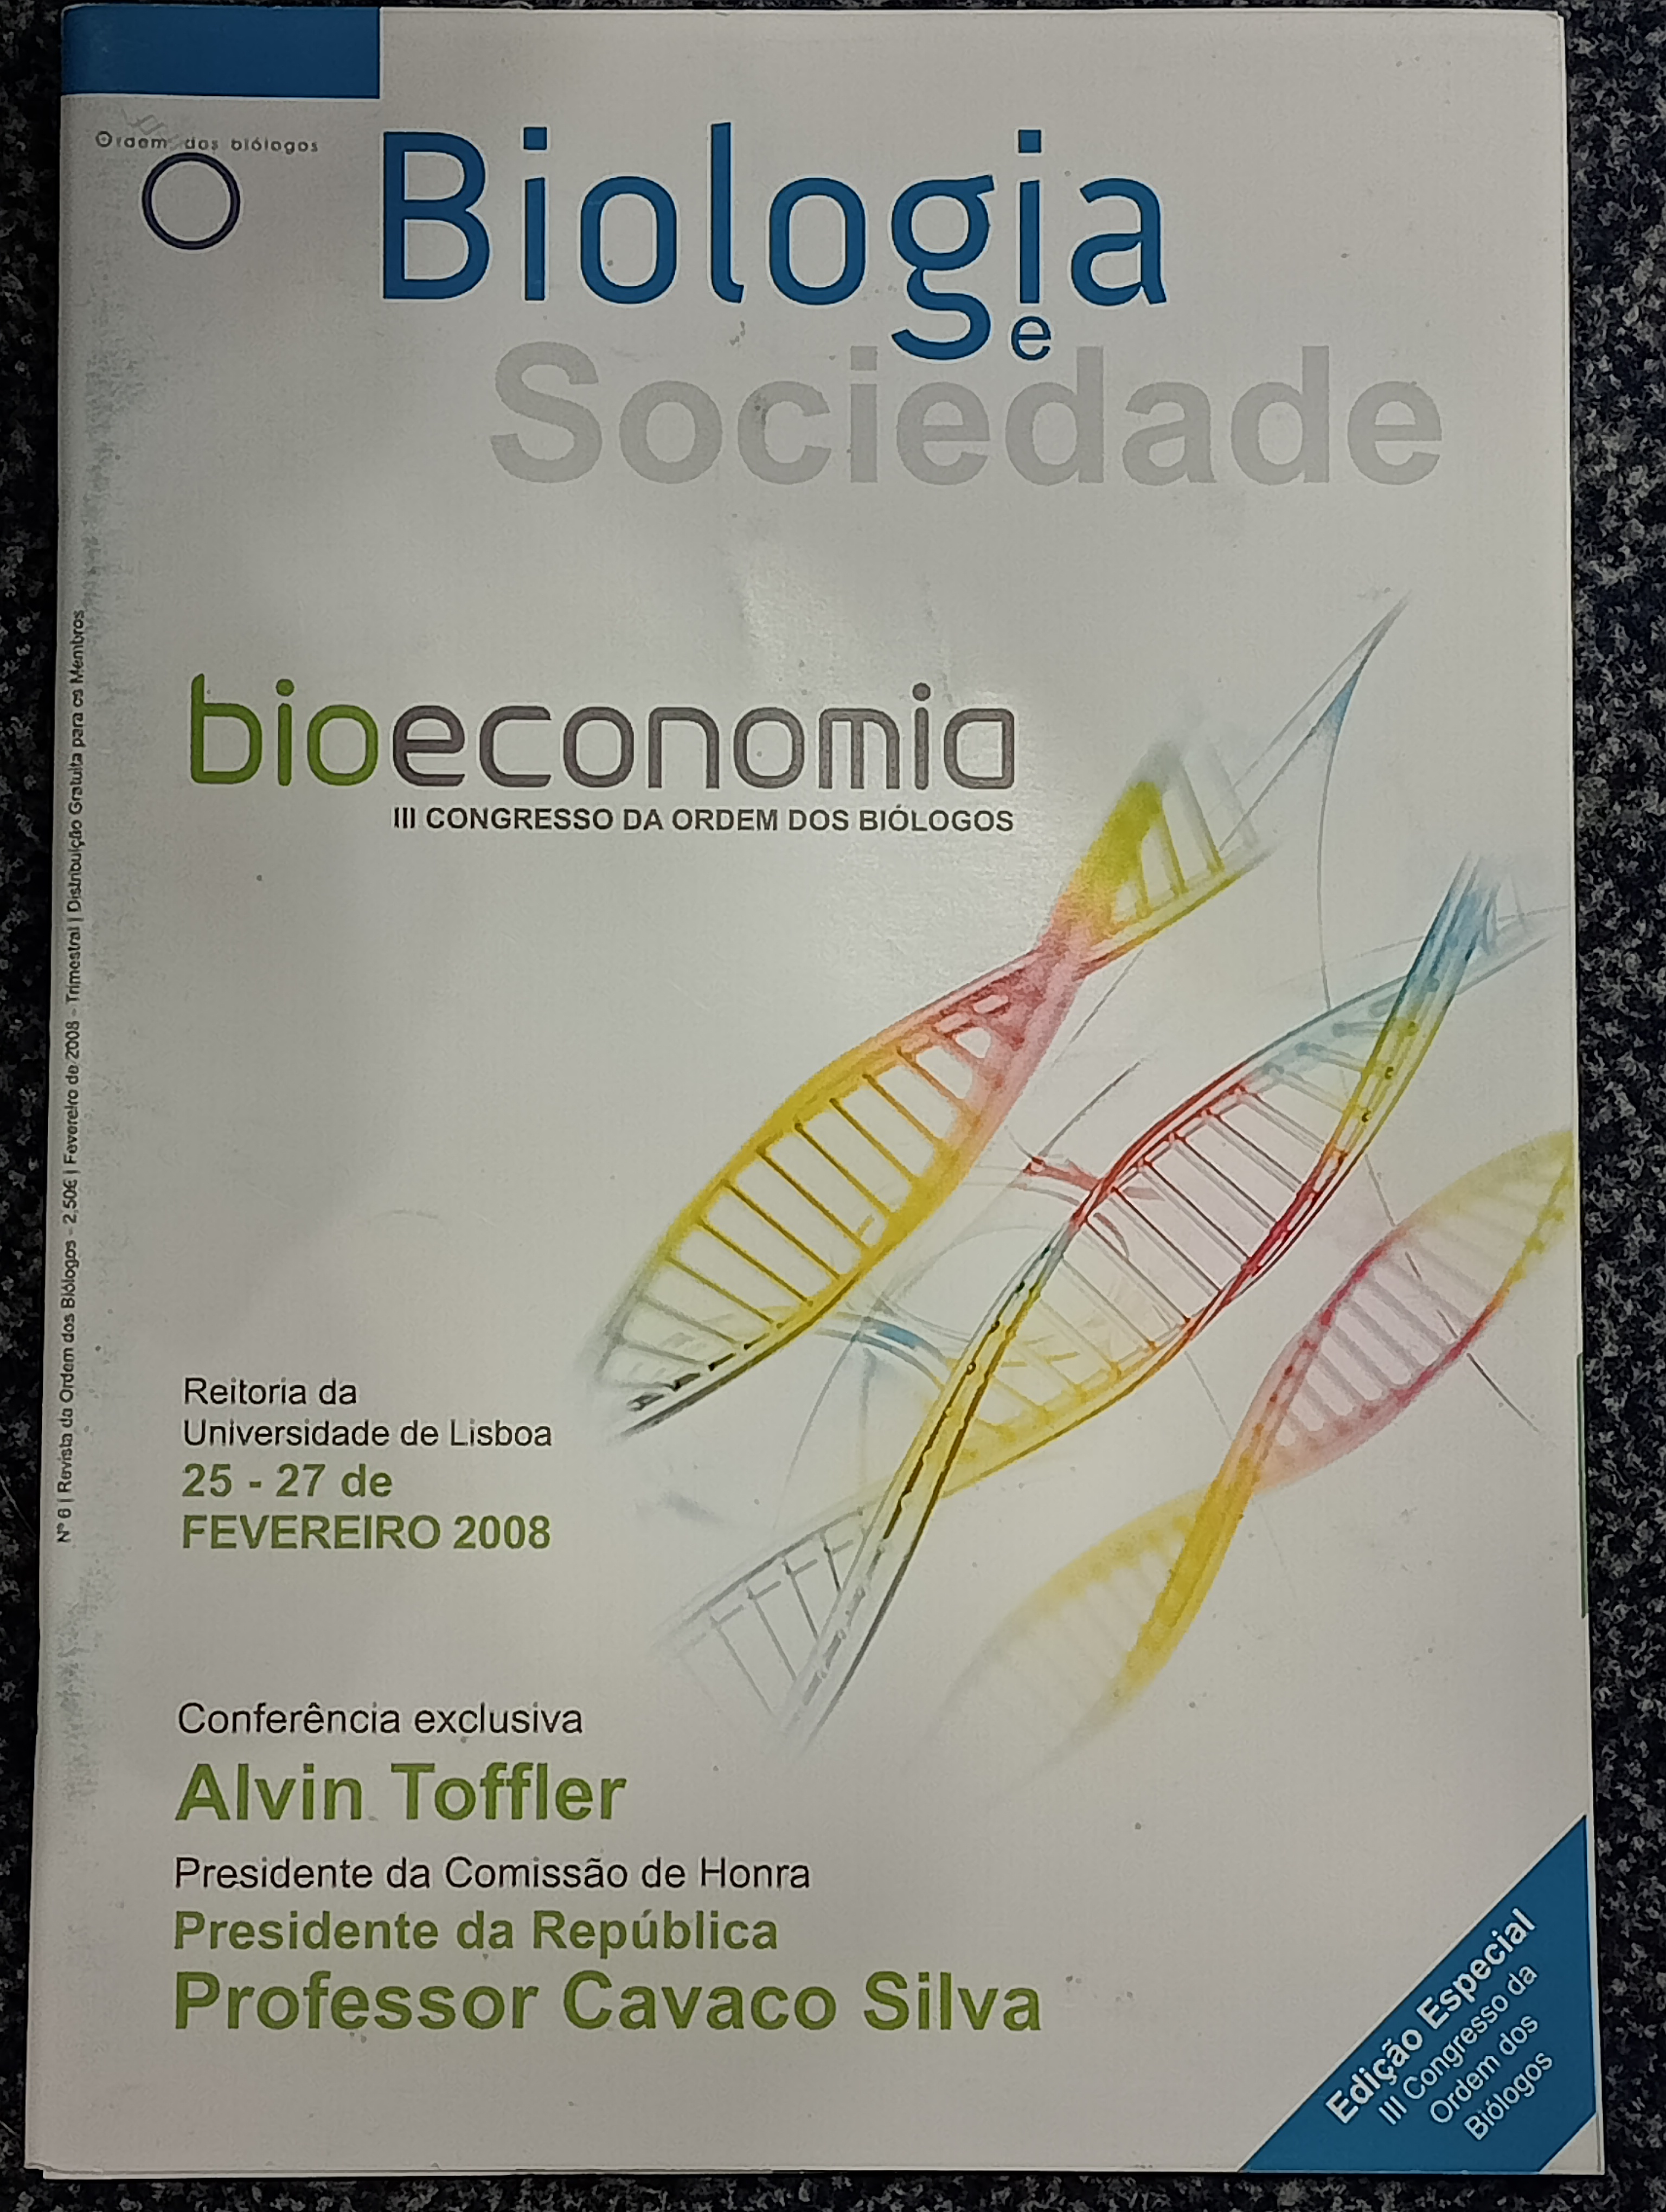 Ordem dos biólogos
Biologia
e
Sociedade
bioeconomia
III CONGRESSO DA ORDEM DOS BIÓLOGOS
Nº 6 | Revista da Ordem dos Biólogos - 2,50€ | Fevereiro de 2008 - Trimestral | Distribuição Gratuita para os Membros
Reitoria da
Universidade de Lisboa
25 - 27 de
FEVEREIRO 2008
Conferência exclusiva
Alvin Toffler
Presidente da Comissão de Honra
Presidente da República
Professor Cavaco Silva
Edição Especial
III Congresso da
Ordem dos
Biólogos